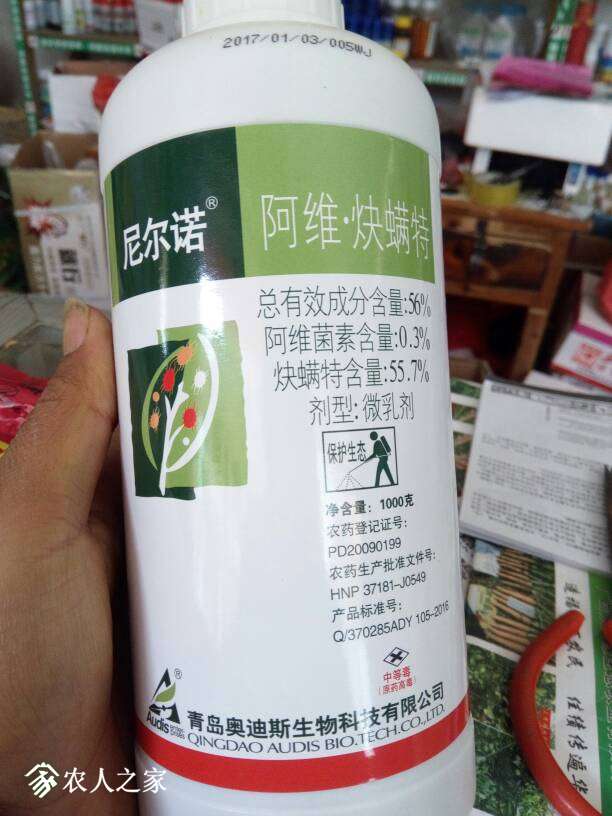 2017/01/03/005WJ
尼尔诺®
阿维·炔螨特
总有效成分含量:56%
阿维菌素含量:0.3%
炔螨特含量:55.7%
剂型:微乳剂
保护生态
净含量: 1000克
农药登记证号:
PD20090199
农药生产批准文件号:
HNP 37181-J0549
产品标准号:
Q/370285ADY 105-2016
中等毒
(原药高毒)
®
Audis
青岛奥迪斯生物科技有限公司
QINGDAO AUDIS BIO.TECH.CO.,LTD.
农人之家